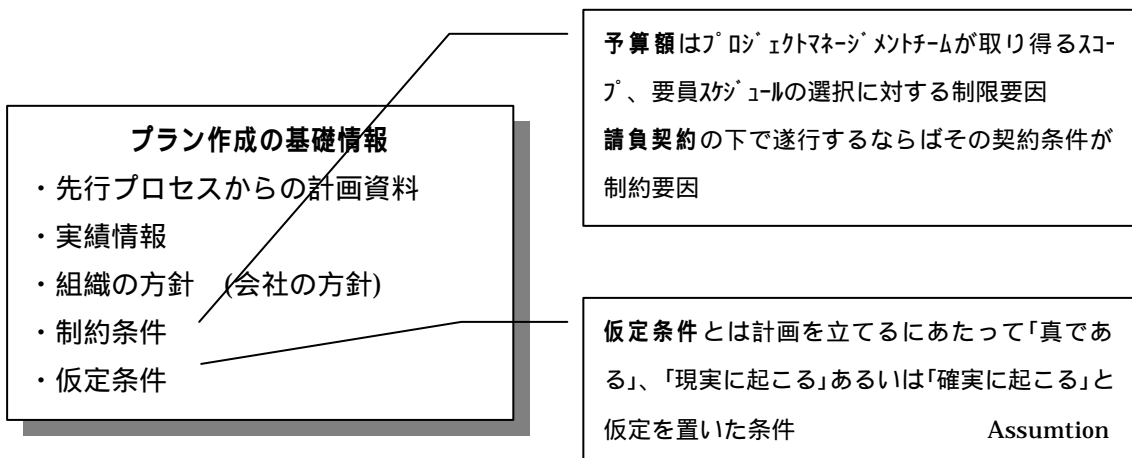 プラン作成の基礎情報
・先行プロセスからの計画資料
・実績情報
・組織の方針　(会社の方針)
・制約条件
・仮定条件
予算額はﾌﾟﾛｼﾞｪｸﾄﾏﾈｰｼﾞﾒﾝﾄﾁｰﾑが取り得るｽｺｰ
ﾌﾟ、要員ｽｹｼﾞｭｰﾙの選択に対する制限要因
請負契約の下で遂行するならばその契約条件が
制約要因
仮定条件とは計画を立てるにあたって｢真であ
る｣、｢現実に起こる｣あるいは｢確実に起こる｣と
仮定を置いた条件　Assumtion